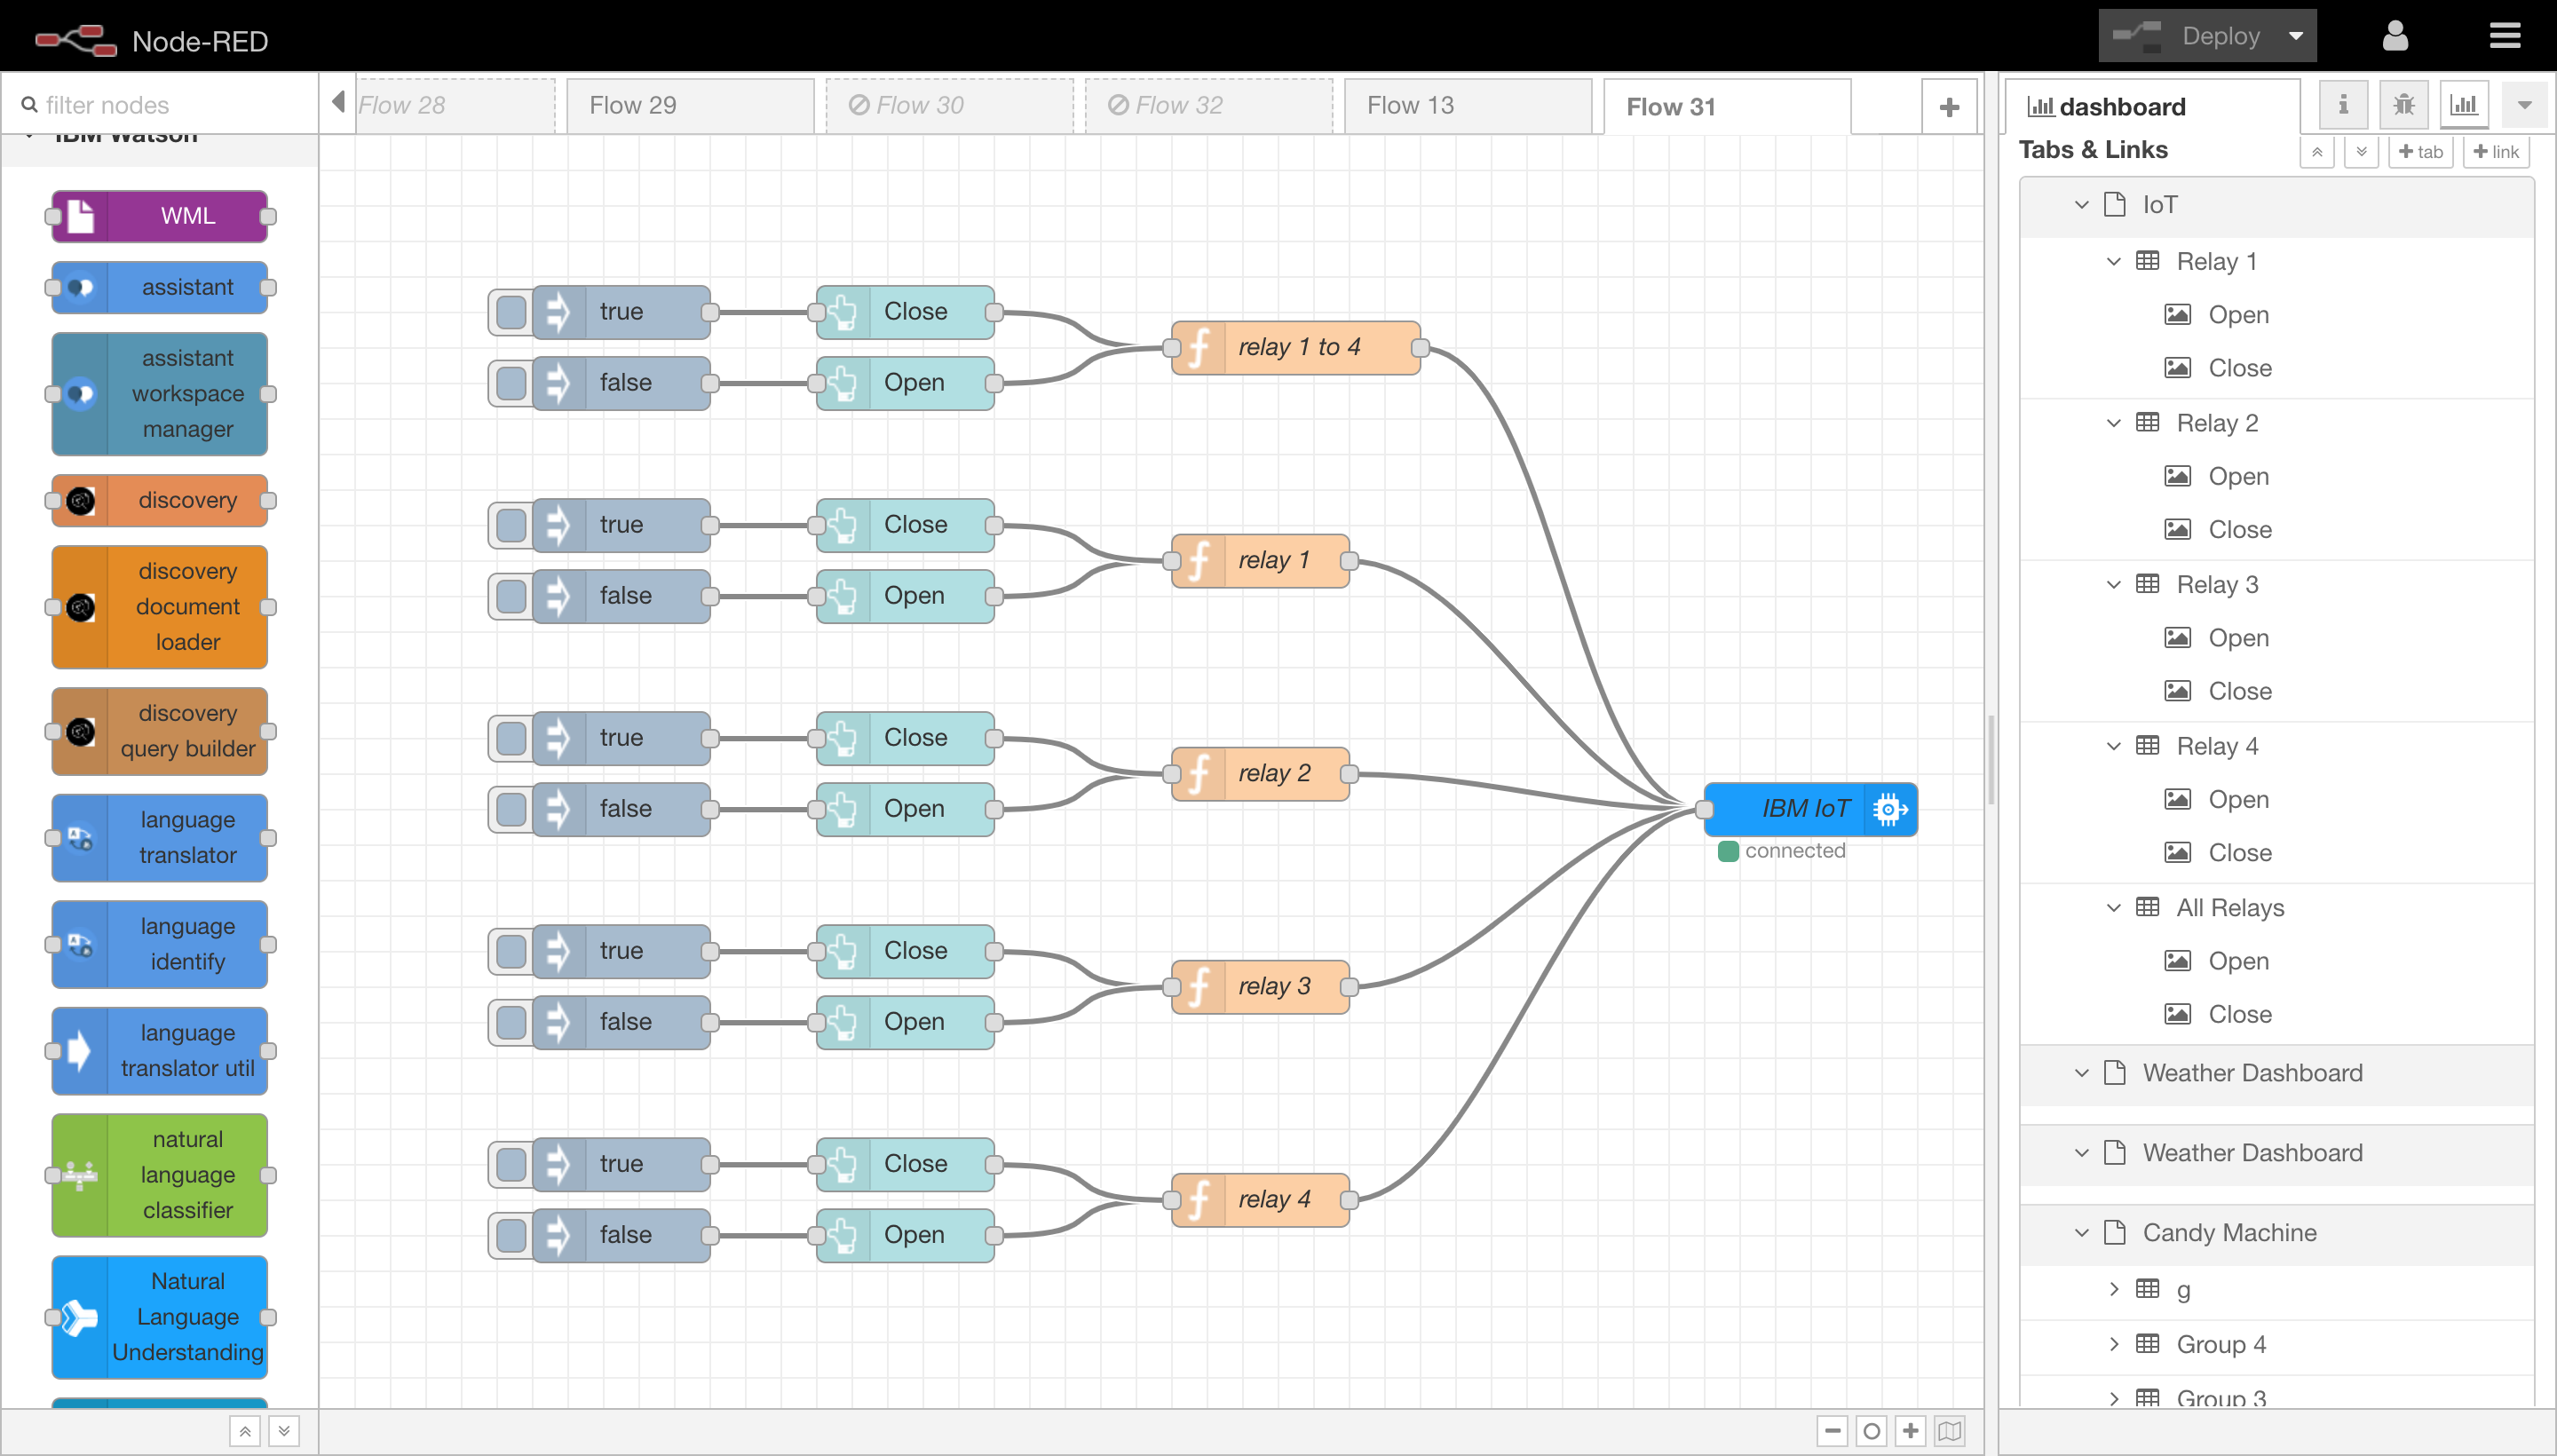 Node-RED
Deploy
filter nodes
Flow 28
Flow 29
Flow 30
Flow 32
Flow 13
Flow 31
dashboard
IBM Watson
WML
assistant
assistant
workspace
manager
discovery
discovery
document
loader
discovery
query builder
language
translator
language
identify
language
translator util
natural
language
classifier
Natural
Language
Understanding
true
Close
false
Open
relay 1 to 4
true
Close
false
Open
relay 1
true
Close
false
Open
relay 2
true
Close
false
Open
relay 3
true
Close
false
Open
relay 4
IBM IoT
connected
Tabs & Links
tab
link
IoT
Relay 1
Open
Close
Relay 2
Open
Close
Relay 3
Open
Close
Relay 4
Open
Close
All Relays
Open
Close
Weather Dashboard
Weather Dashboard
Candy Machine
g
Group 4
Group 3